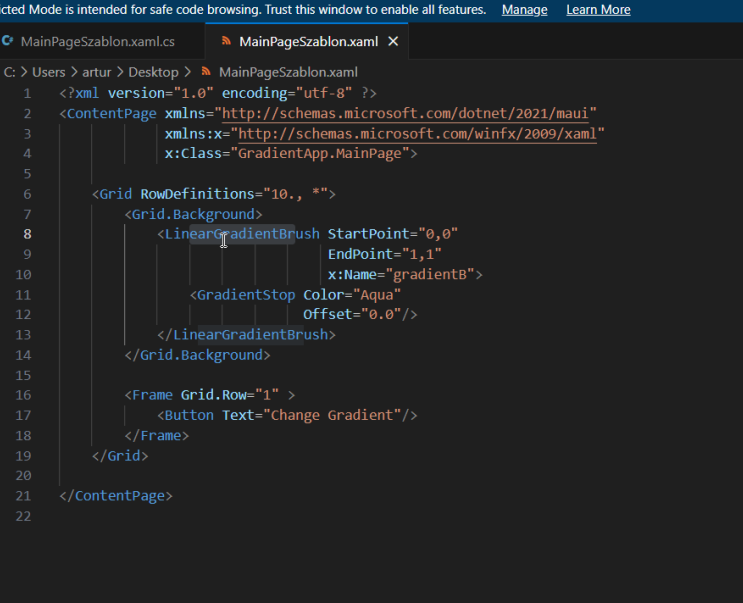 cted Mode is intended for safe code browsing. Trust this window to enable all features. Manage Learn More
MainPageSzablon.xaml.cs MainPageSzablon.xaml ×
C: > Users > artur > Desktop > MainPageSzablon.xaml
1 <?xml version="1.0" encoding="utf-8" ?>
2 <ContentPage xmlns="http://schemas.microsoft.com/dotnet/2021/maui"
3 xmlns:x="http://schemas.microsoft.com/winfx/2009/xaml"
4 x:Class="GradientApp.MainPage">
5
6 <Grid RowDefinitions="10., *">
7 <Grid.Background>
8 <LinearGradientBrush StartPoint="0,0"
9 EndPoint="1,1"
10 x:Name="gradientB">
11 <GradientStop Color="Aqua"
12 Offset="0.0"/>
13 </LinearGradientBrush>
14 </Grid.Background>
15
16 <Frame Grid.Row="1" >
17 <Button Text="Change Gradient"/>
18 </Frame>
19 </Grid>
20
21 </ContentPage>
22